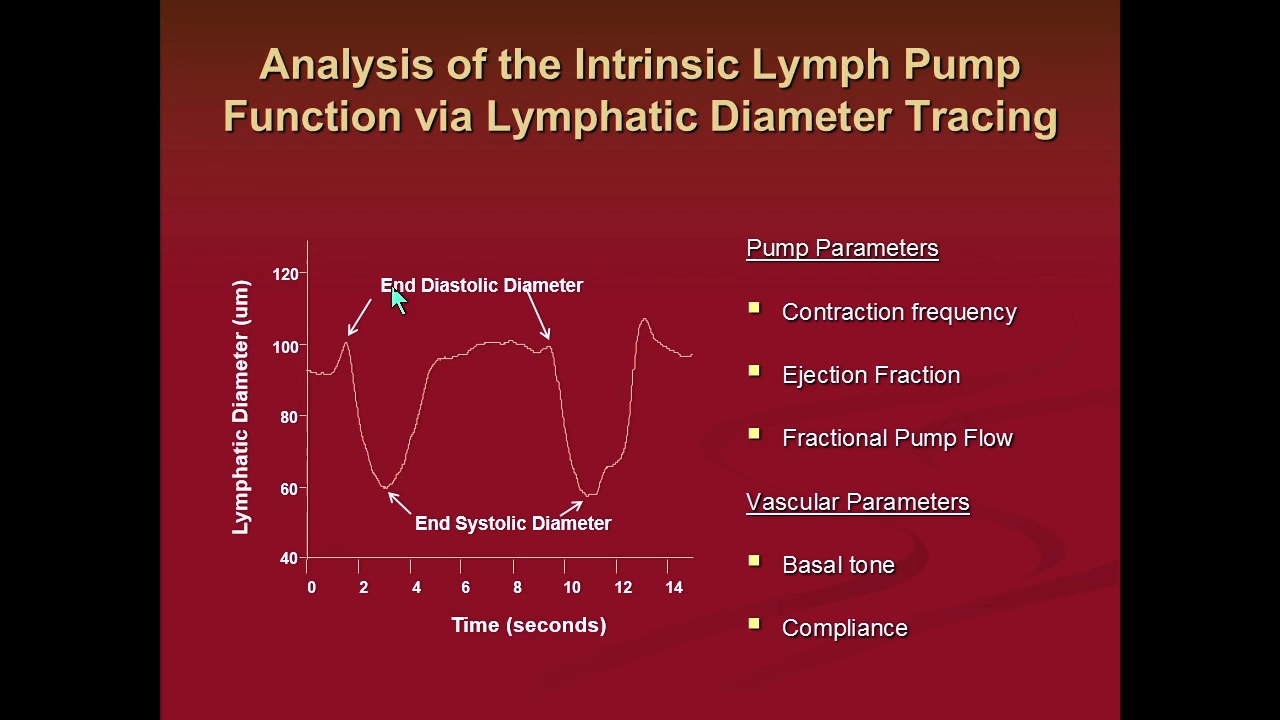 Analysis of the Intrinsic Lymph Pump
Function via Lymphatic Diameter Tracing
Lymphatic Diameter (um)
120
100
80
60
40
End Diastolic Diameter
End Systolic Diameter
0 2 4 6 8 10 12 14
Time (seconds)
Pump Parameters
Contraction frequency
Ejection Fraction
Fractional Pump Flow
Vascular Parameters
Basal tone
Compliance